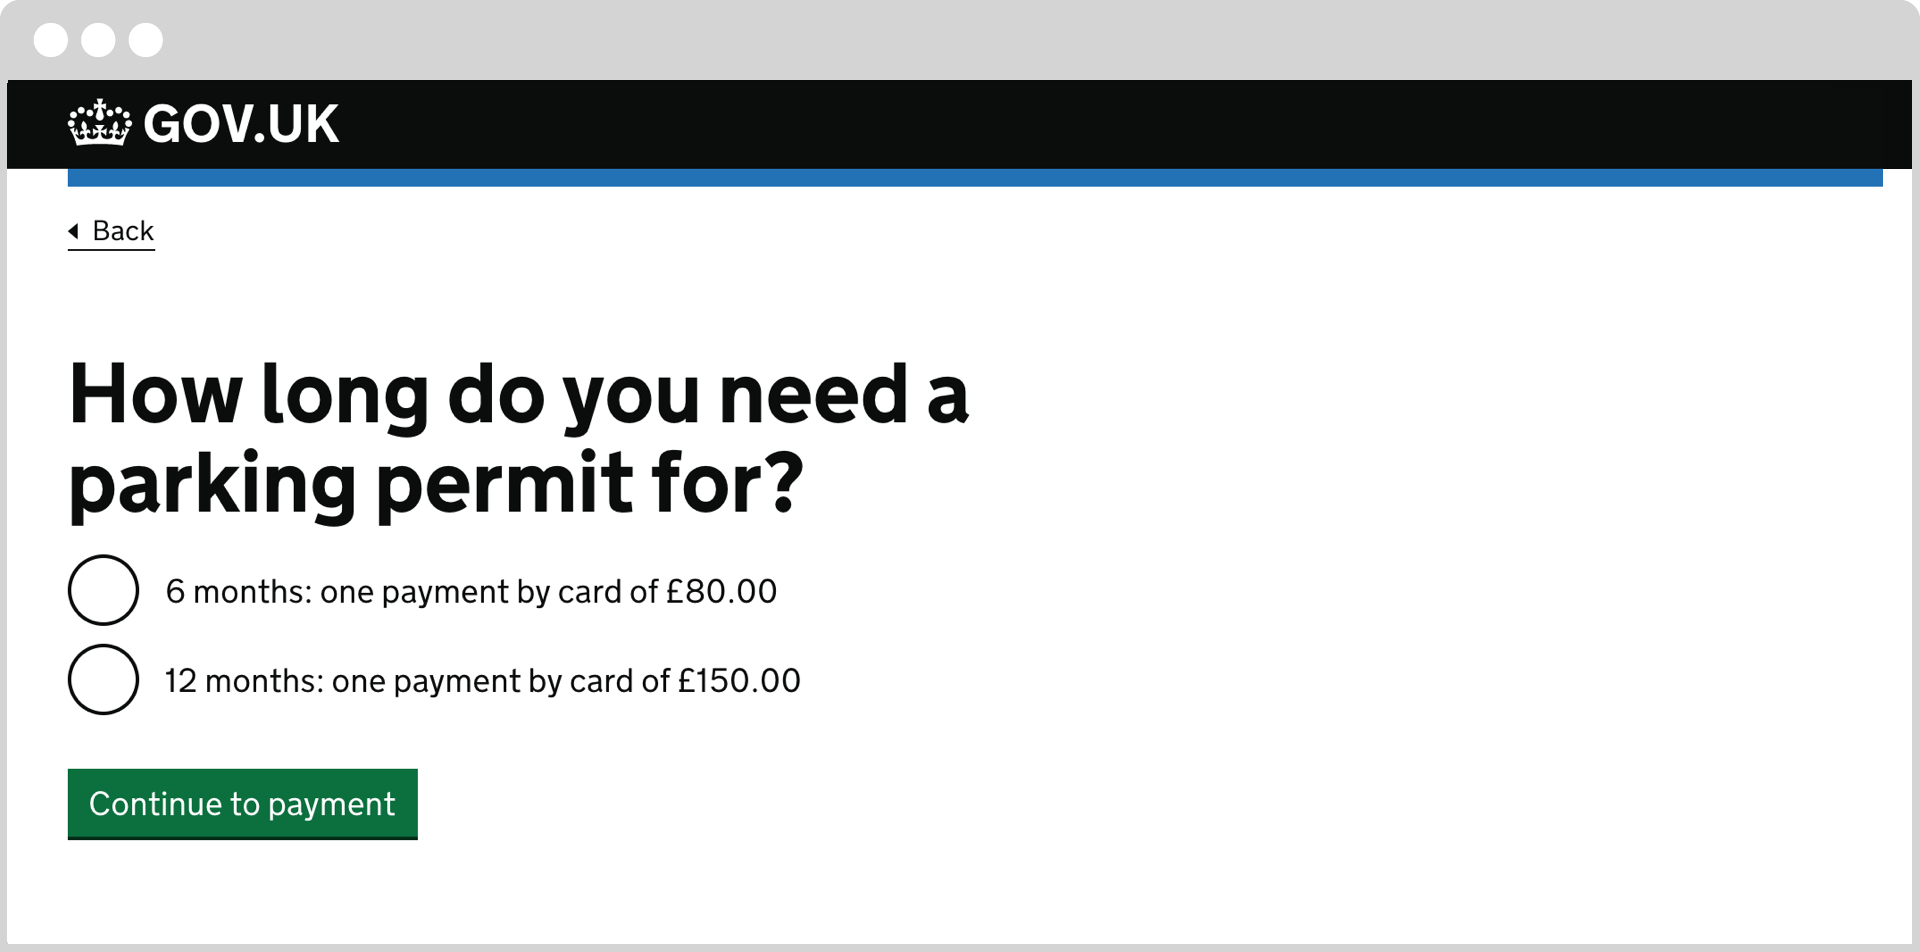 GOV.UK
Back
How long do you need a
parking permit for?
6 months: one payment by card of £80.00
12 months: one payment by card of £150.00
Continue to payment